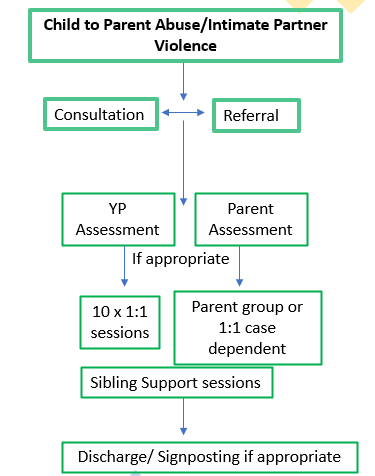 Child to Parent Abuse/Intimate Partner
Violence
Consultation
Referral
YP
Assessment
Parent
Assessment
If appropriate
10 x 1:1
sessions
Parent group or
1:1 case
dependent
Sibling Support sessions
Discharge/ Signposting if appropriate